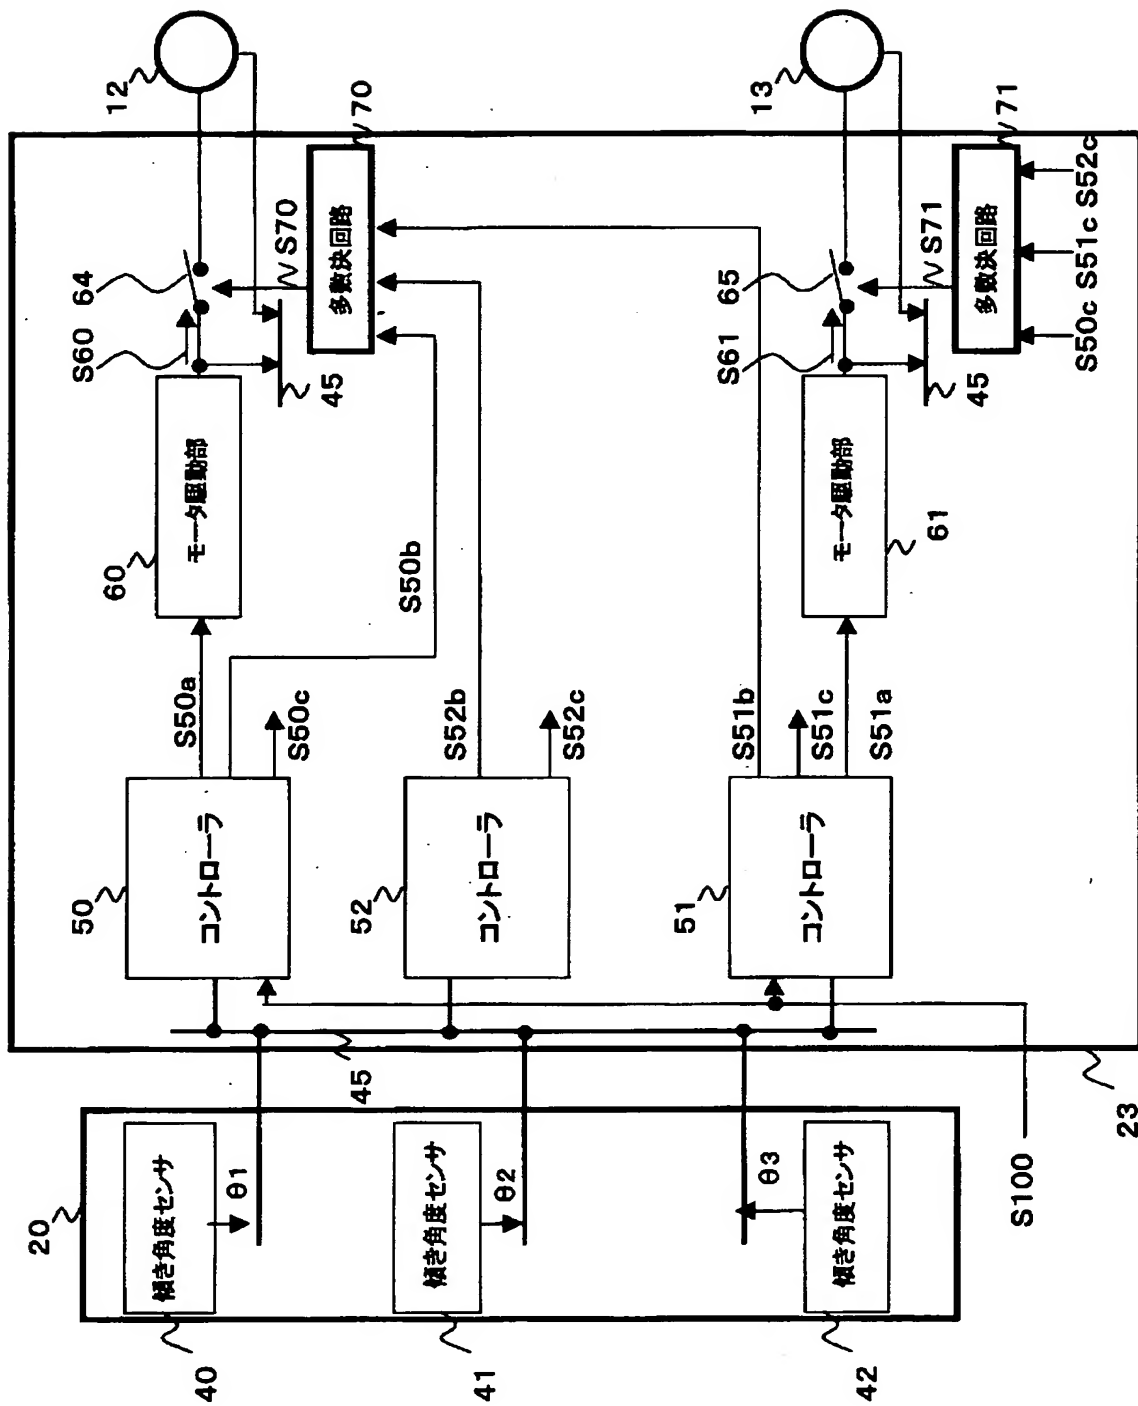 20
40
傾き角度センサ
θ1
41
傾き角度センサ
θ2
42
傾き角度センサ
θ3
S100
23
45
50
コントローラ
S50a
S50b
S50c
52
コントローラ
S52b
S52c
51
コントローラ
S51b
S51c
S51a
60
モータ駆動部
S60
64
45
S70
多数決回路
70
12
61
モータ駆動部
S61
65
45
S71
多数決回路
71
S50c S51c S52c
13